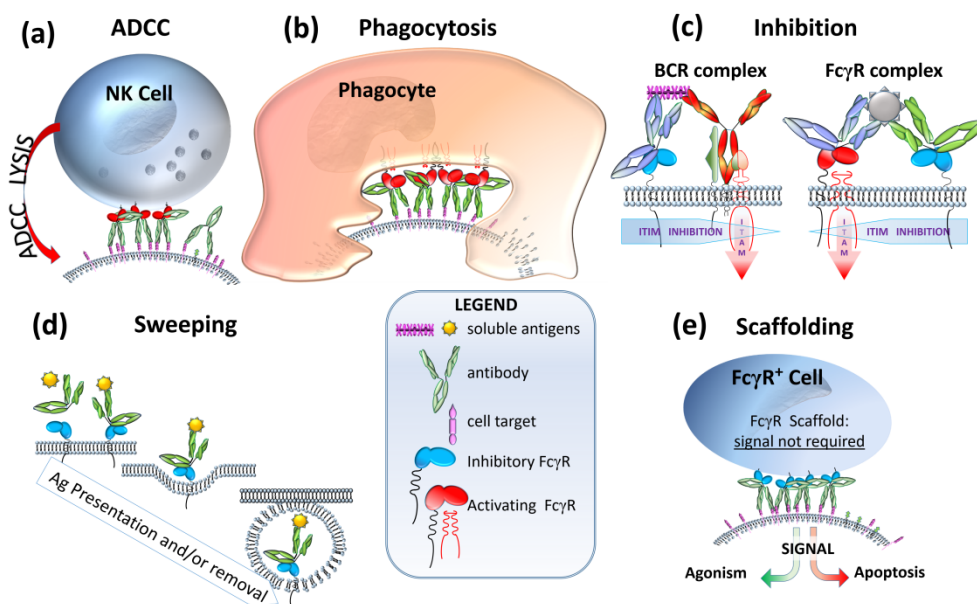 (a)
ADCC
NK Cell
ADCC LYSIS
(b)
Phagocytosis
Phagocyte
(c)
Inhibition
BCR complex
FcγR complex
ITIM INHIBITION
ITAM
ITAM
ITIM INHIBITION
(d)
Sweeping
Ag Presentation and/or removal
LEGEND
soluble antigens
antibody
cell target
Inhibitory FcγR
Activating FcγR
(e)
Scaffolding
FcγR⁺ Cell
FcγR Scaffold:
signal not required
SIGNAL
Agonism
Apoptosis